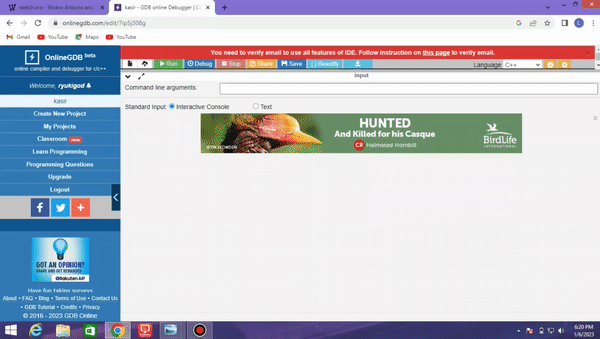 kasir - GDB online Debugger | C
onlinegdb.com/edit/7ip5j308g
Gmail YouTube Maps YouTube
OnlineGDB beta
online compiler and debugger for c/c++
You need to verify email to use all features of IDE. Follow instruction on this page to verify email.
Run Debug Stop Share Save { } Beautify
Language C++
input
Command line arguments:
Standard Input: Interactive Console Text
Welcome, ryukigod
kasir
Create New Project
My Projects
Classroom new
Learn Programming
Programming Questions
Upgrade
Logout
HUNTED
And Killed for his Casque
CR Helmeted Hornbill
BirdLife
INTERNATIONAL
GOT AN OPINION?
SHARE AND GET REWARDED
Rakuten AIP
Have fun taking surveys
About • FAQ • Blog • Terms of Use • Contact Us
• GDB Tutorial • Credits • Privacy
© 2016 - 2023 GDB Online
6:20 PM
1/6/2023